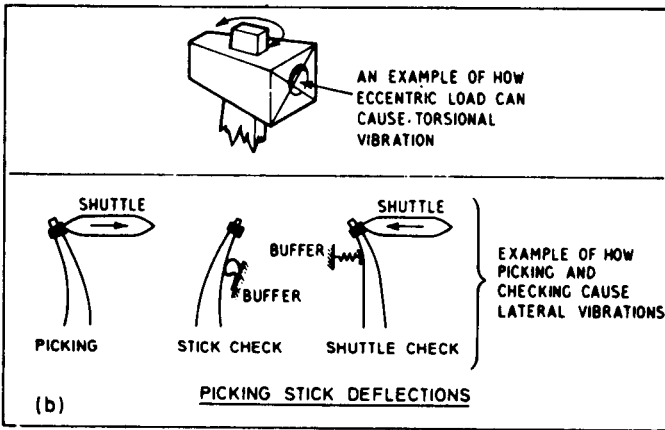 AN EXAMPLE OF HOW
ECCENTRIC LOAD CAN
CAUSE·TORSIONAL
VIBRATION
SHUTTLE
SHUTTLE
BUFFER
BUFFER
EXAMPLE OF HOW
PICKING AND
CHECKING CAUSE
LATERAL VIBRATIONS
PICKING
STICK CHECK
SHUTTLE CHECK
(b)
PICKING STICK DEFLECTIONS